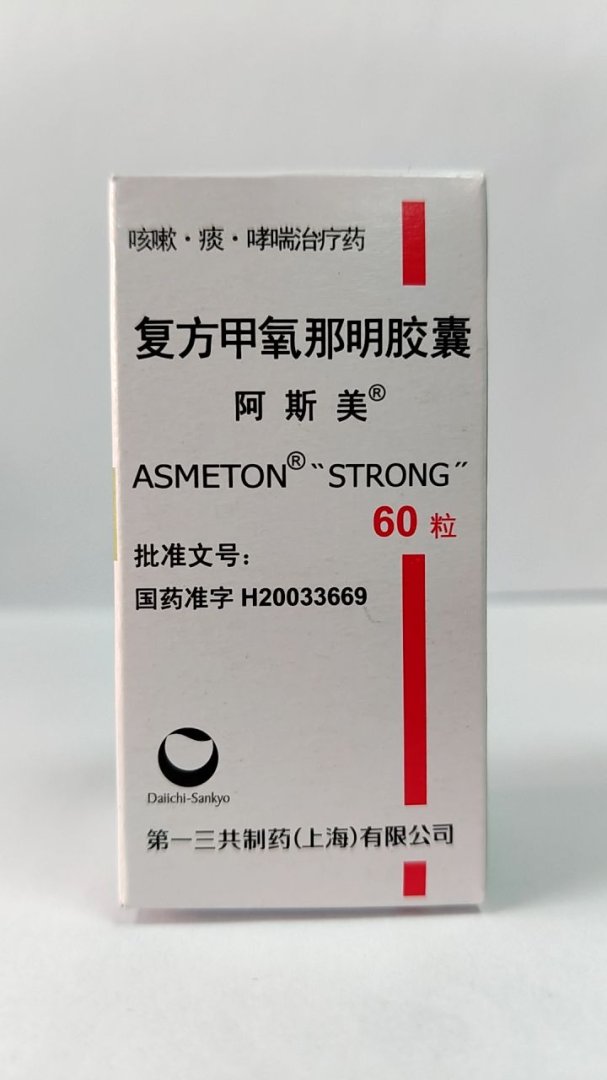 咳嗽·痰·哮喘治疗药
复方甲氧那明胶囊
阿斯美®
ASMETON® “STRONG”
60 粒
批准文号：
国药准字 H20033669
Daiichi-Sankyo
第一三共制药(上海)有限公司